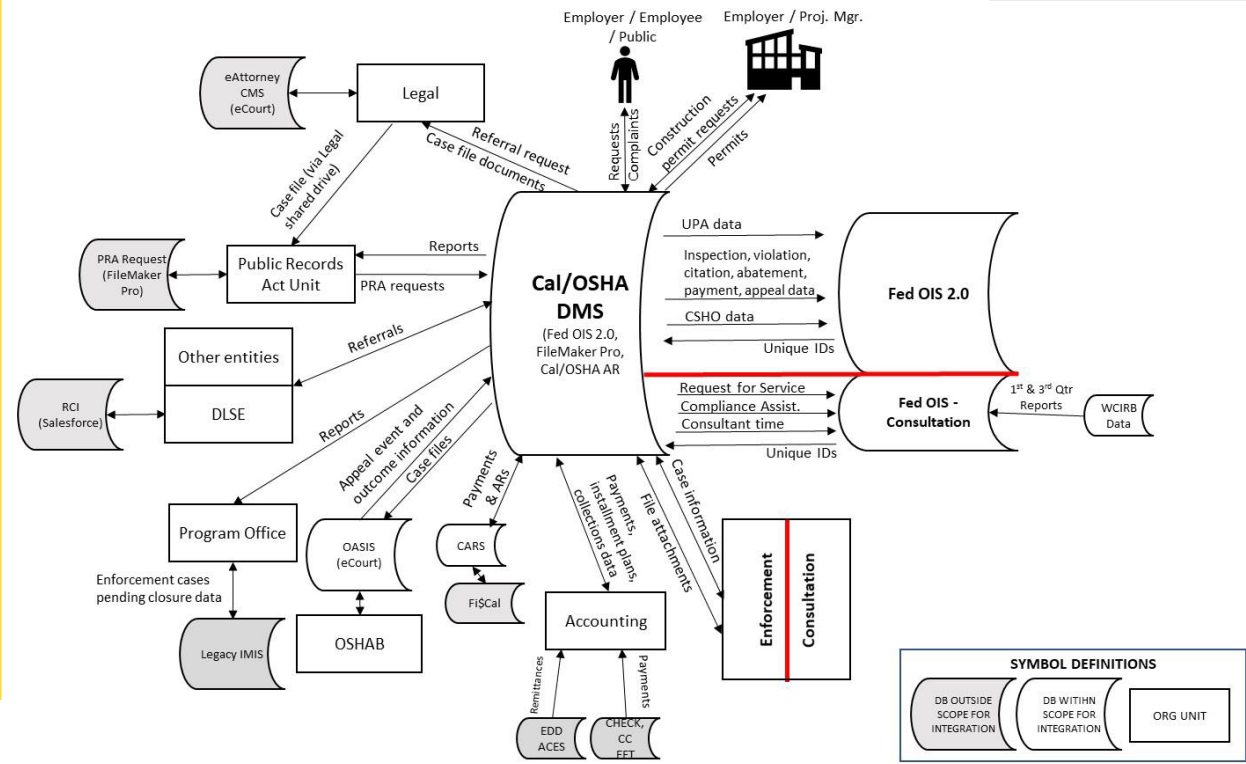 Employer / Employee
/ Public
Employer / Proj. Mgr.
eAttorney
CMS
(eCourt)
Legal
Referral request
Case file documents
Requests
Complaints
Construction
permit requests
Permits
Case file (via Legal
shared drive)
PRA Request
(FileMaker
Pro)
Public Records
Act Unit
Reports
PRA requests
Cal/OSHA
DMS
(Fed OIS 2.0,
FileMaker Pro,
Cal/OSHA AR
UPA data
Inspection, violation,
citation, abatement,
payment, appeal data
CSHO data
Unique IDs
Fed OIS 2.0
Other entities
DLSE
Referrals
RCI
(Salesforce)
Request for Service
Compliance Assist.
Consultant time
Unique IDs
Fed OIS -
Consultation
1st & 3rd Qtr
Reports
WCIRB
Data
Reports
Appeal event and
outcome information
Case files
Payments
& ARs
Payments,
installment plans,
collections data
Case information
File attachments
Program Office
OASIS
(eCourt)
CARS
Fi$Cal
Enforcement
Consultation
Enforcement cases
pending closure data
Legacy IMIS
OSHAB
Accounting
Remittances
Payments
EDD
ACES
CHECK,
CC
EFT
SYMBOL DEFINITIONS
DB OUTSIDE
SCOPE FOR
INTEGRATION
DB WITIHN
SCOPE FOR
INTEGRATION
ORG UNIT